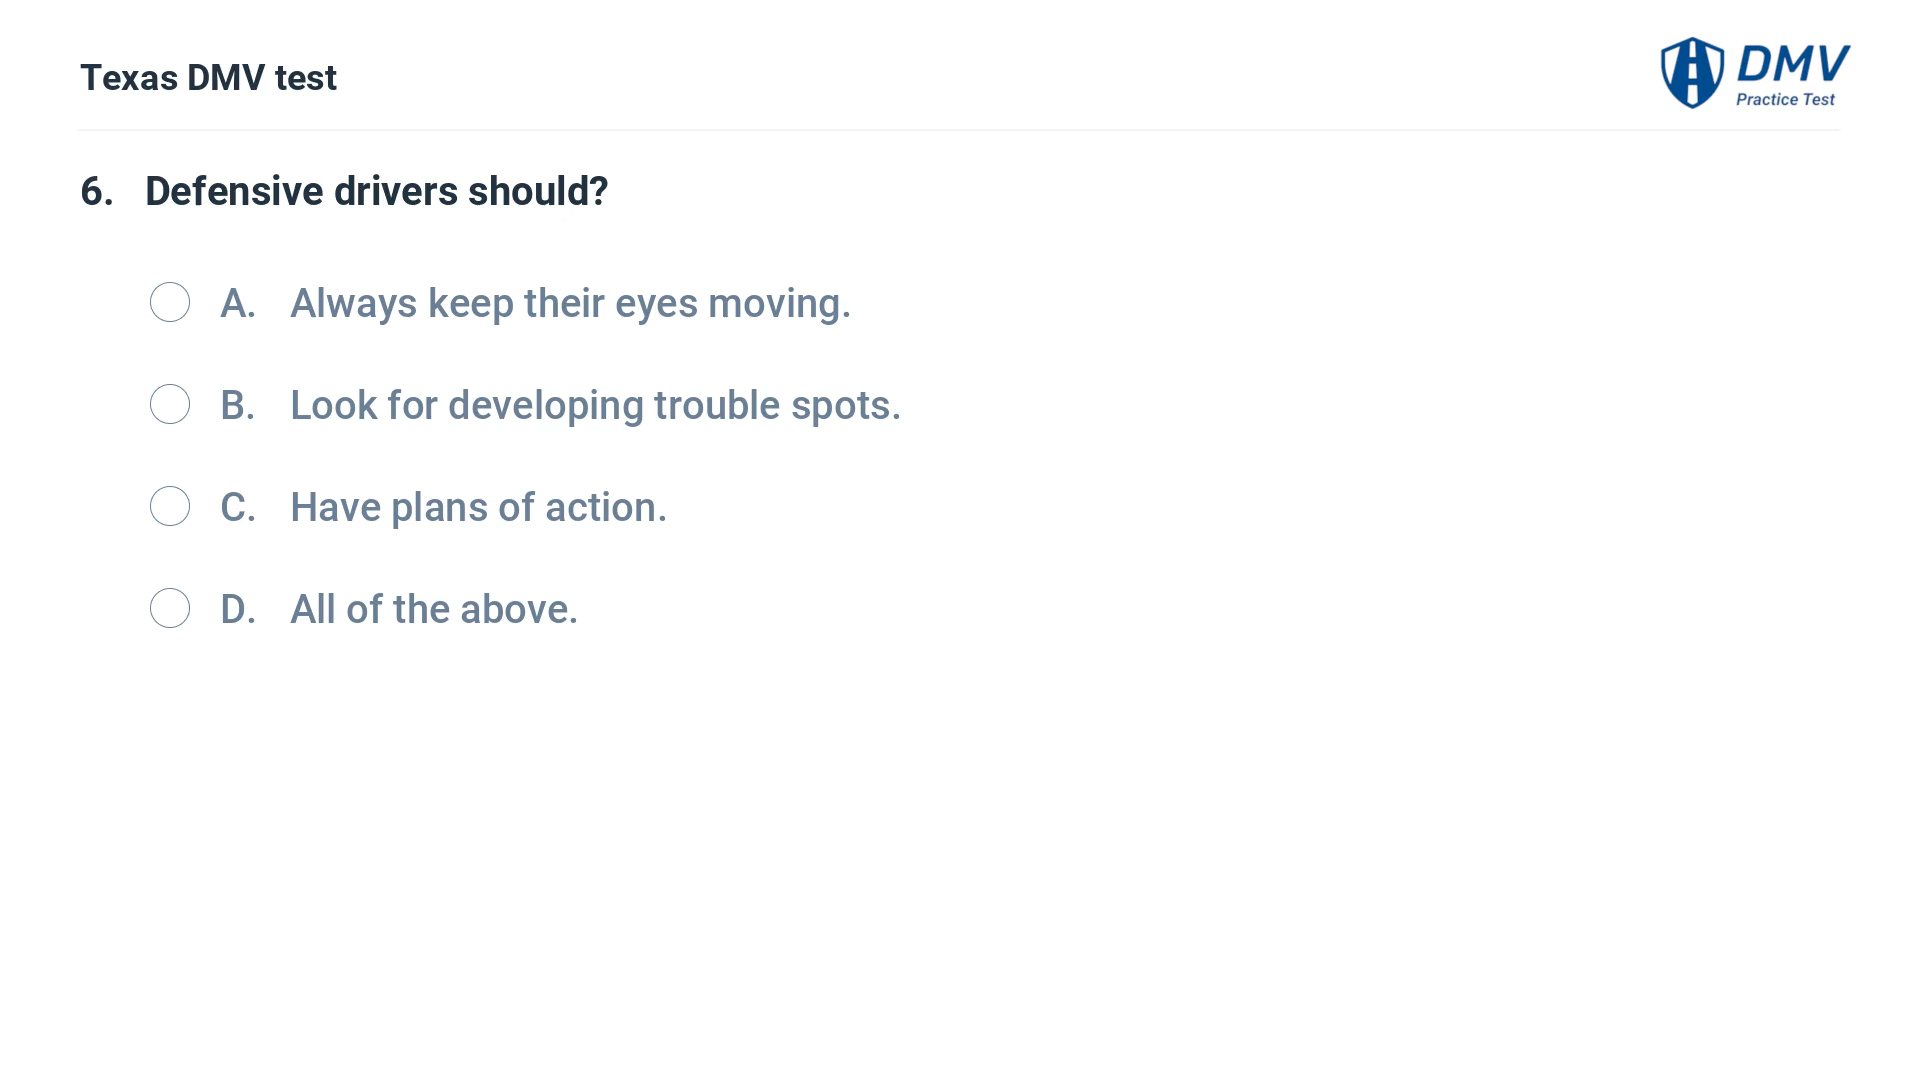 Texas DMV test
DMV
Practice Test
6. Defensive drivers should?
A. Always keep their eyes moving.
B. Look for developing trouble spots.
C. Have plans of action.
D. All of the above.